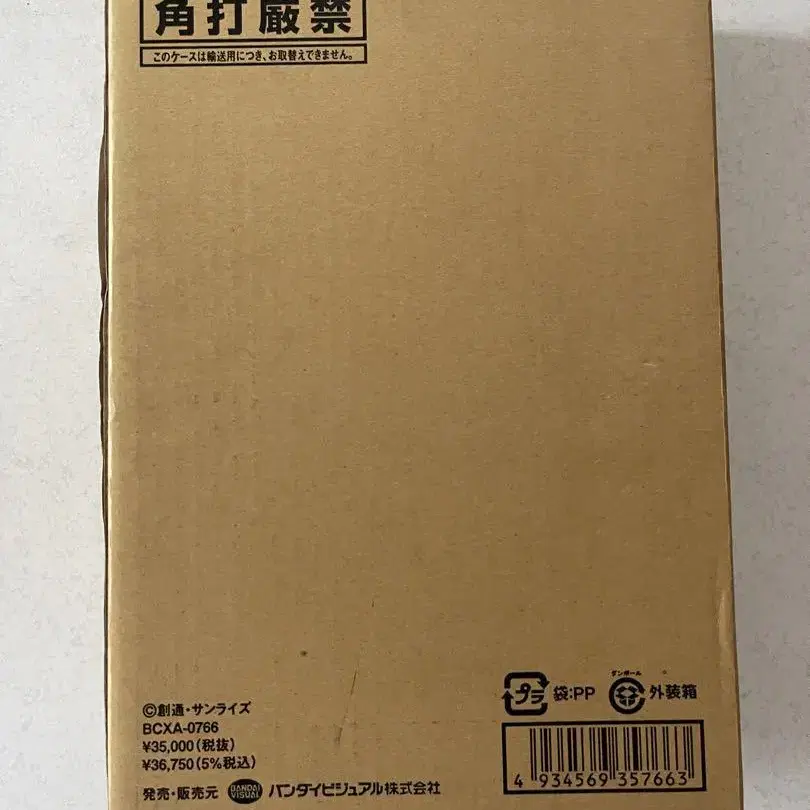 角打厳禁
このケースは輸送用につき、お取替えできません。
©創通・サンライズ
BCXA-0766
¥35,000(税抜)
¥36,750(5%税込)
発売・販売元 BANDAI VISUAL バンダイビジュアル株式会社
プラ 袋:PP ダンボール 外装箱
4 934569 357663